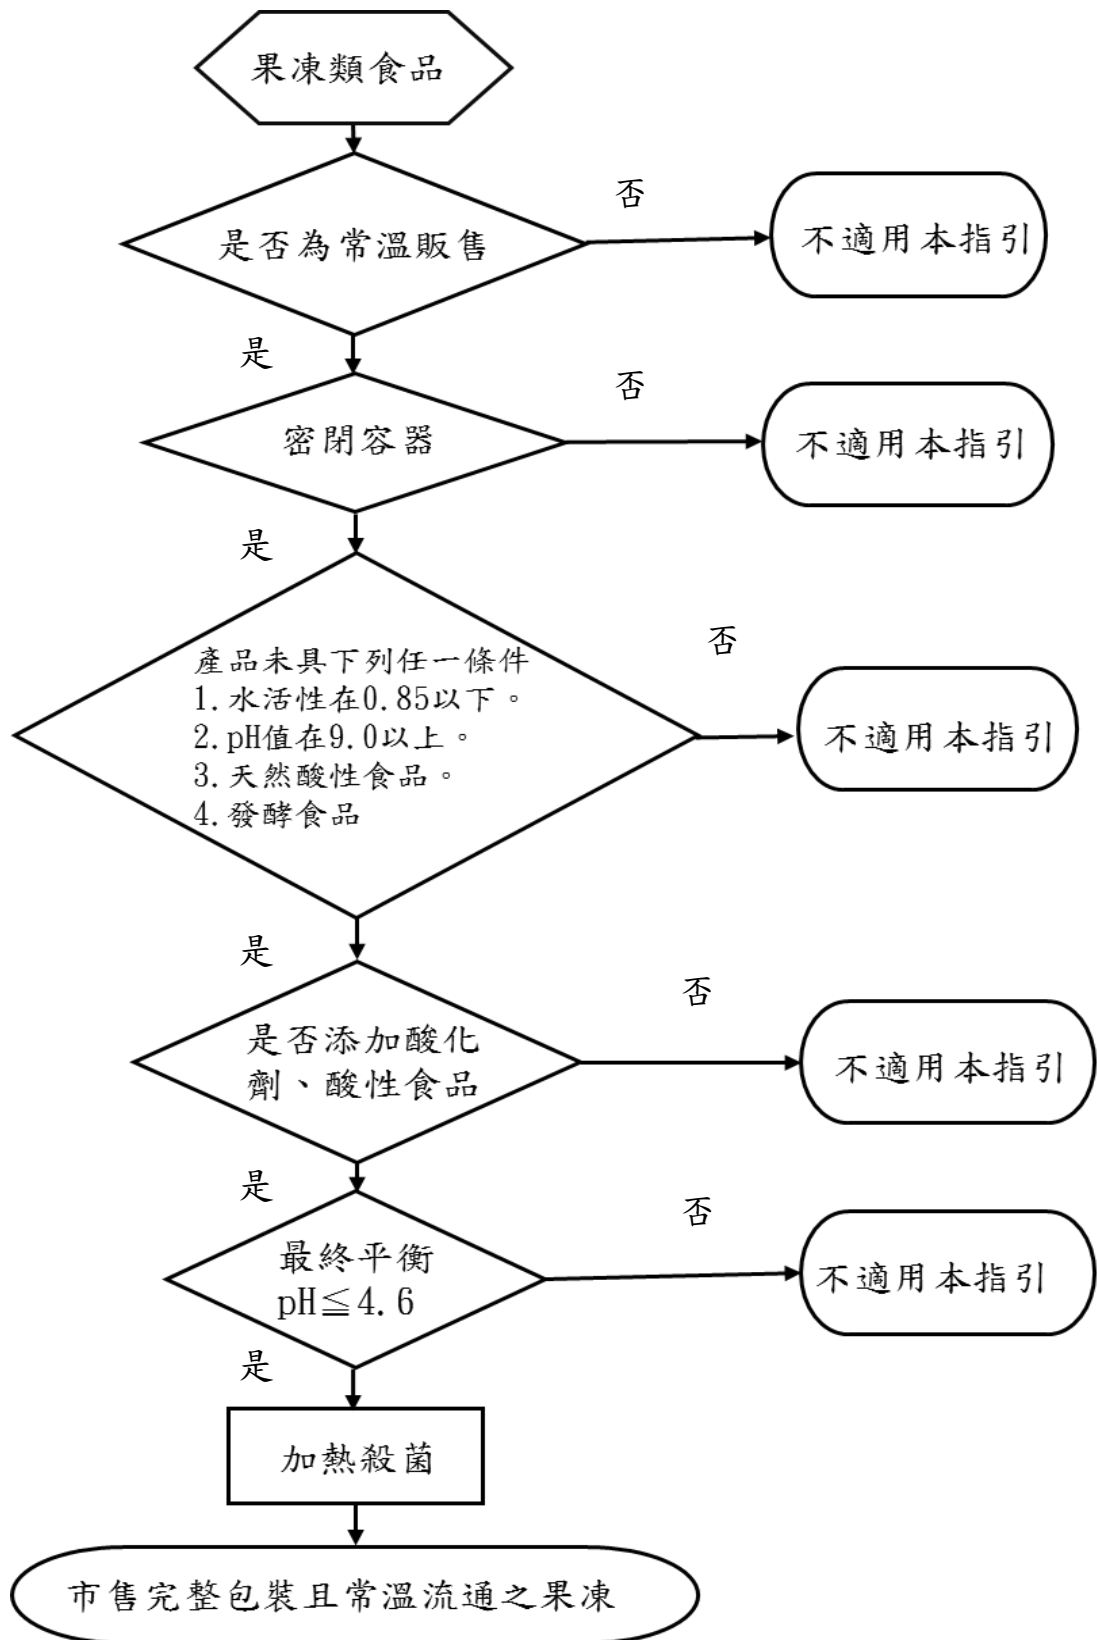 果凍類食品
是否為常溫販售
否
不適用本指引
是
密閉容器
否
不適用本指引
是
產品未具下列任一條件
1.水活性在0.85以下。
2.pH值在9.0以上。
3.天然酸性食品。
4.發酵食品
否
不適用本指引
是
是否添加酸化
劑、酸性食品
否
不適用本指引
是
最終平衡
pH≦4.6
否
不適用本指引
是
加熱殺菌
市售完整包裝且常溫流通之果凍